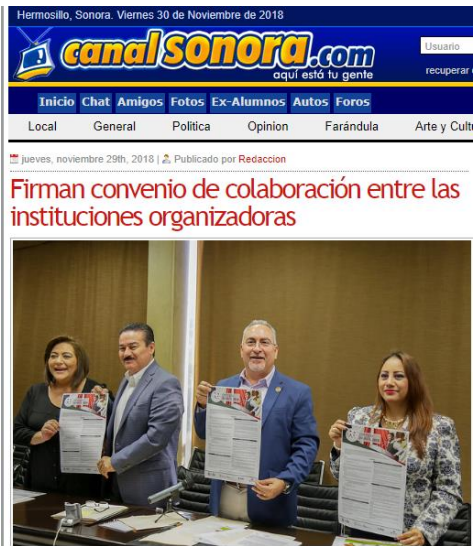 Hermosillo, Sonora. Viernes 30 de Noviembre de 2018
canalsonora.com
aquí está tu gente
Usuario
recuperar
Inicio Chat Amigos Fotos Ex-Alumnos Autos Foros
Local General Politica Opinion Farándula Arte y Cult
jueves, noviembre 29th, 2018 | Publicado por Redaccion
Firman convenio de colaboración entre las
instituciones organizadoras